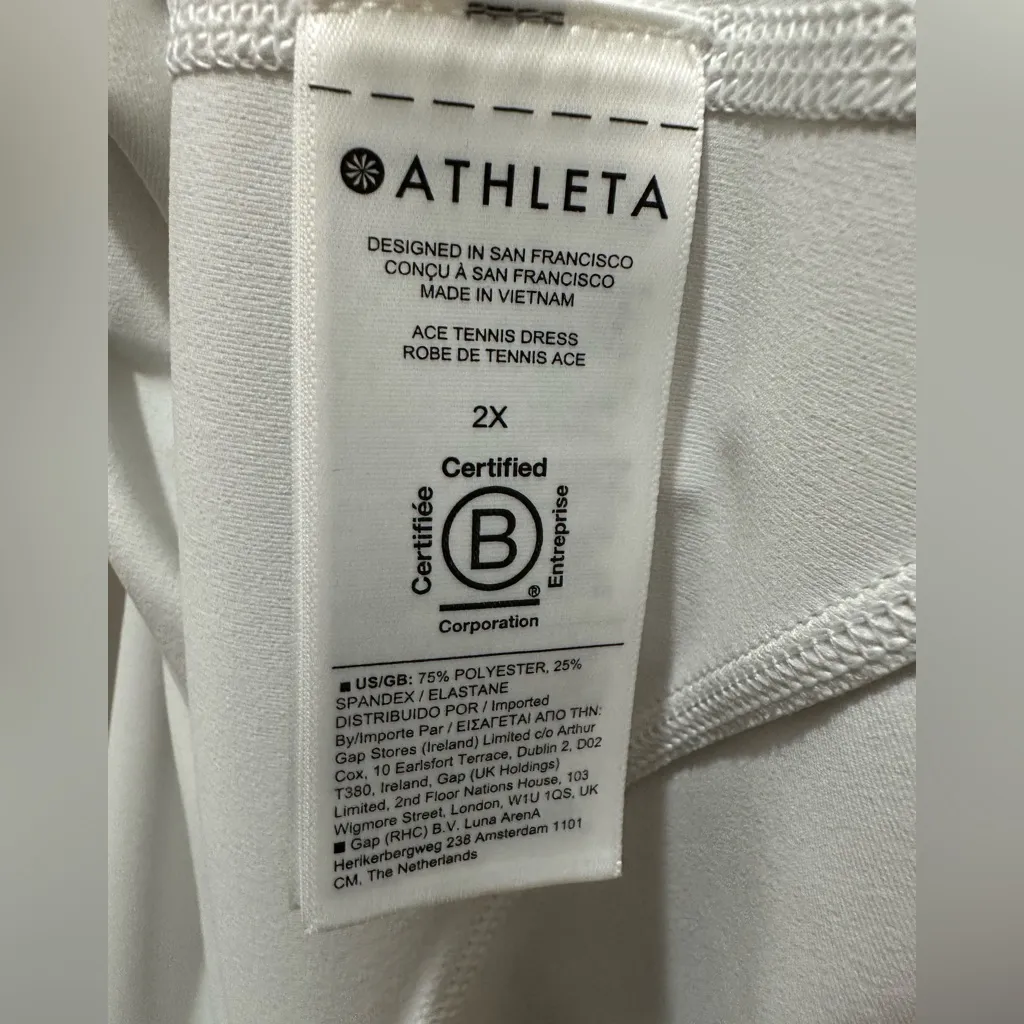 ATHLETA
DESIGNED IN SAN FRANCISCO
CONÇU À SAN FRANCISCO
MADE IN VIETNAM
ACE TENNIS DRESS
ROBE DE TENNIS ACE
2X
Certified
Certifiée
B
Entreprise
®
Corporation
US/GB: 75% POLYESTER, 25%
SPANDEX / ELASTANE
DISTRIBUIDO POR / Imported
By/Importe Par / ΕΙΣΑΓΕΤΑΙ ΑΠΟ ΤΗΝ:
Gap Stores (Ireland) Limited c/o Arthur
Cox, 10 Earlsfort Terrace, Dublin 2, D02
T380, Ireland, Gap (UK Holdings)
Limited, 2nd Floor Nations House, 103
Wigmore Street, London, W1U 1QS, UK
Gap (RHC) B.V. Luna ArenA
Herikerbergweg 238 Amsterdam 1101
CM, The Netherlands